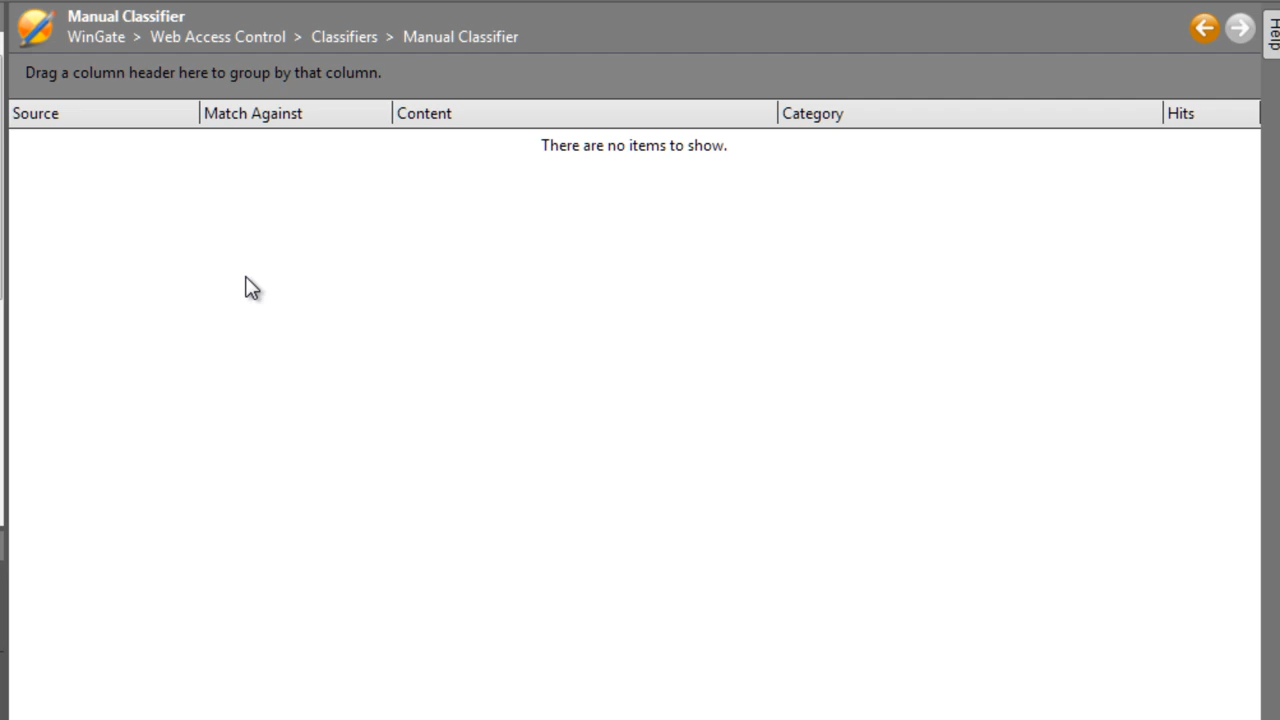 Manual Classifier
WinGate > Web Access Control > Classifiers > Manual Classifier
Help
Drag a column header here to group by that column.
Source Match Against Content Category Hits
There are no items to show.